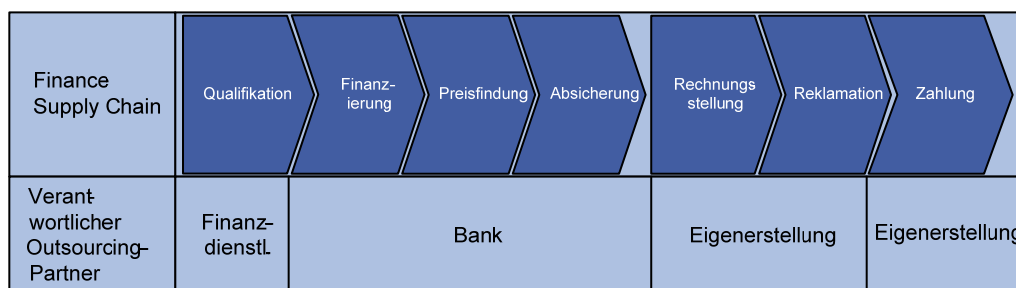 Finance
Supply Chain
Qualifikation
Finanz-
ierung
Preisfindung
Absicherung
Rechnungs
stellung
Reklamation
Zahlung
Verant-
wortlicher
Outsourcing-
Partner
Finanz-
dienstl.
Bank
Eigenerstellung
Eigenerstellung